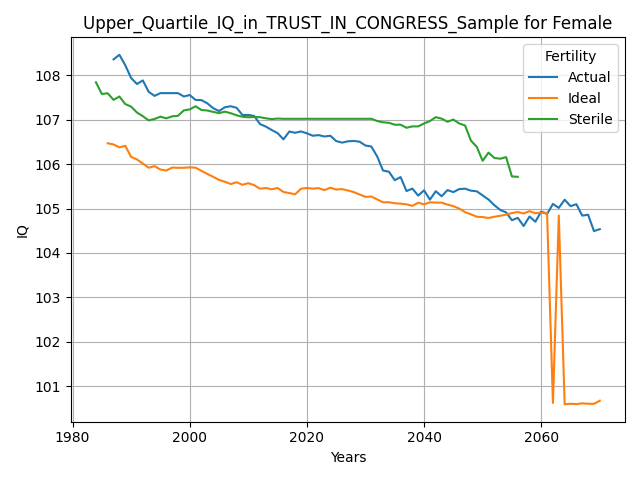 Upper_Quartile_IQ_in_TRUST_IN_CONGRESS_Sample for Female
Fertility
Actual
Ideal
Sterile
108
107
106
105
104
103
102
101
IQ
1980
2000
2020
2040
2060
Years